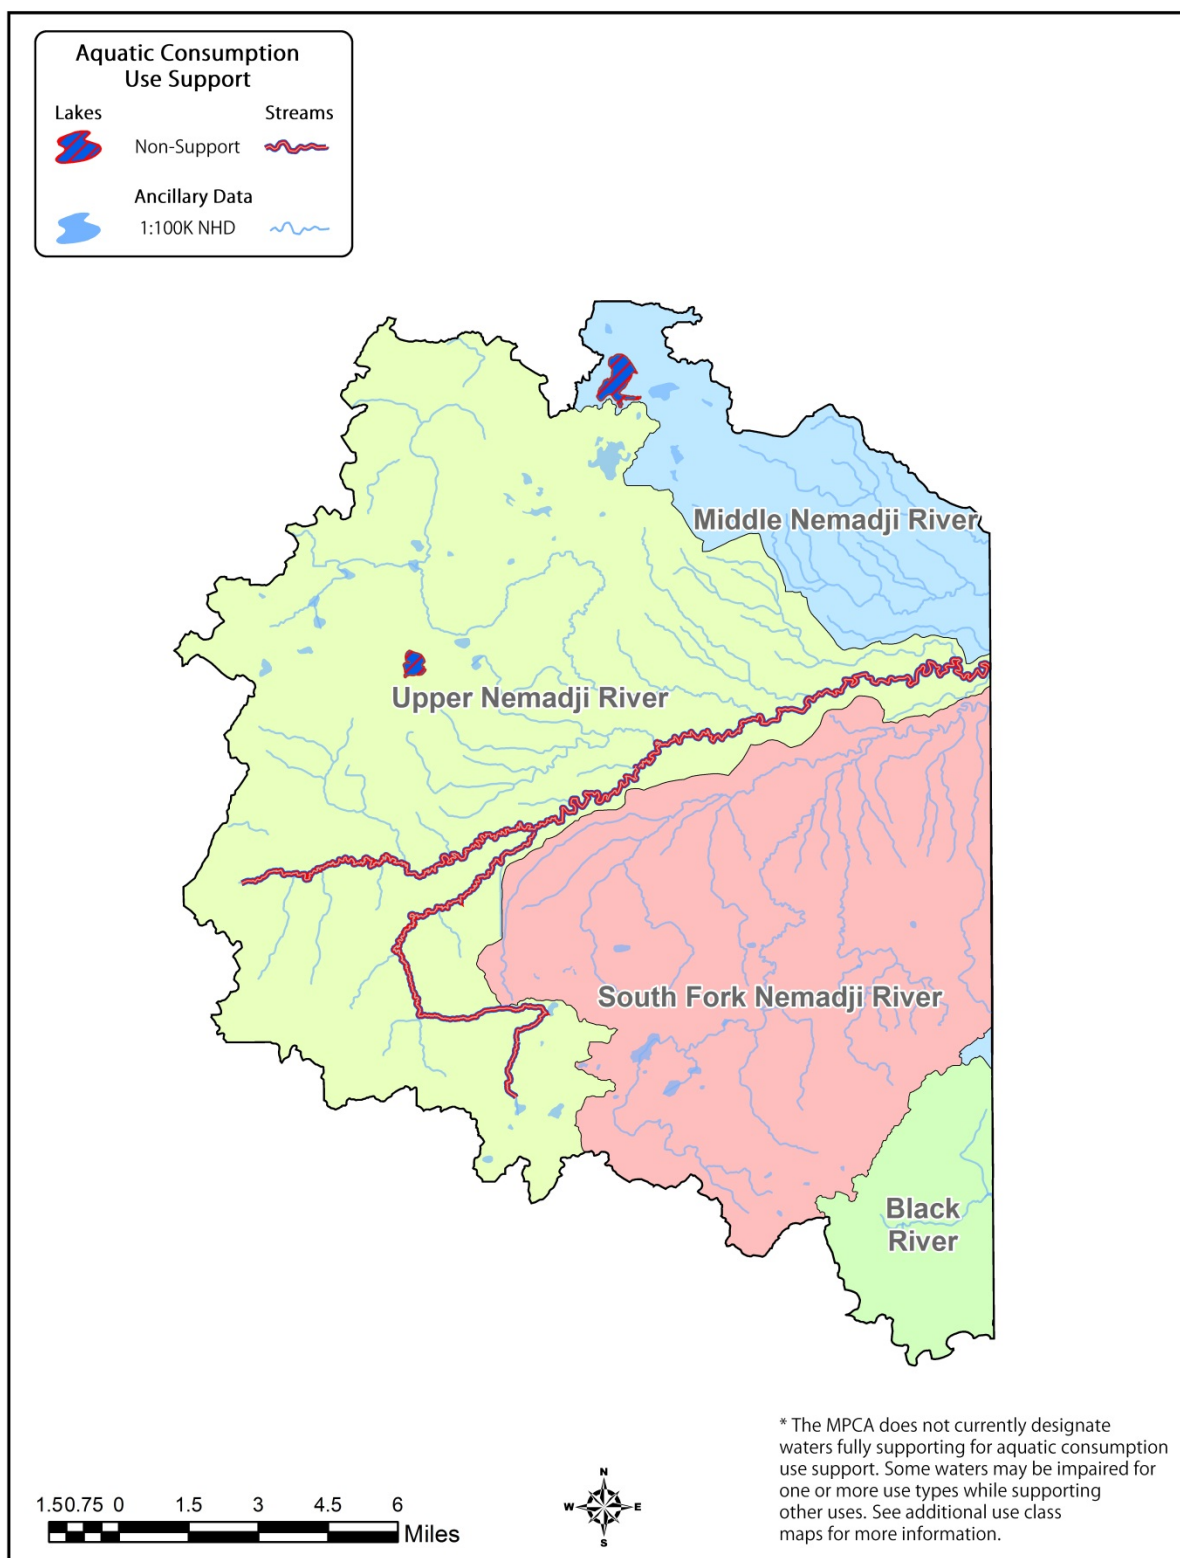 Aquatic Consumption
Use Support
Lakes
Streams
Non-Support
Ancillary Data
1:100K NHD
Middle Nemadji River
Upper Nemadji River
South Fork Nemadji River
Black
River
* The MPCA does not currently designate
waters fully supporting for aquatic consumption
use support. Some waters may be impaired for
one or more use types while supporting
other uses. See additional use class
maps for more information.
1.5 0.75 0 1.5 3 4.5 6
Miles
N
W E
S